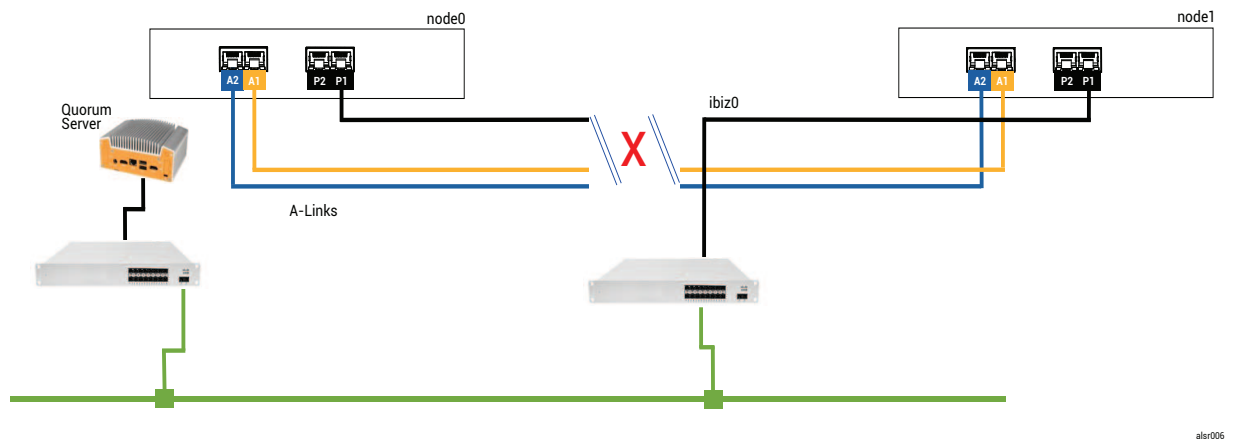 node0
node1
A2 A1 P2 P1
A2 A1 P2 P1
Quorum
Server
ibiz0
X
A-Links
alsr006